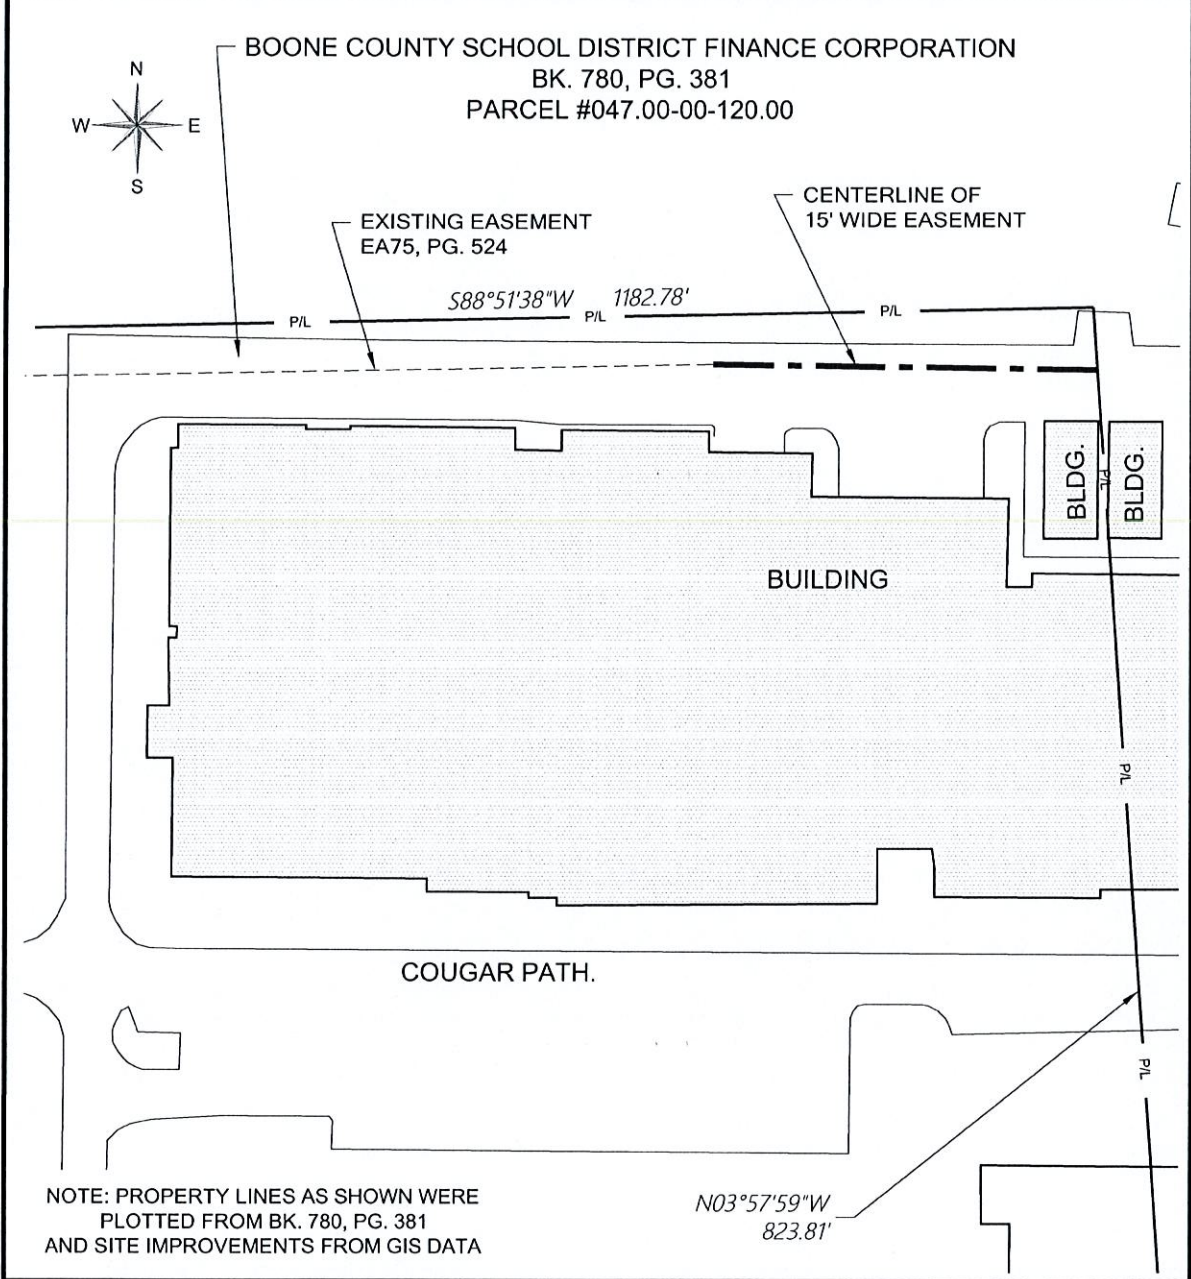 BOONE COUNTY SCHOOL DISTRICT FINANCE CORPORATION
BK. 780, PG. 381
PARCEL #047.00-00-120.00
N
W E
S
EXISTING EASEMENT
EA75, PG. 524
CENTERLINE OF
15' WIDE EASEMENT
S88°51'38"W 1182.78'
P/L P/L P/L
BLDG.
P/L
BLDG.
BUILDING
P/L
COUGAR PATH.
P/L
NOTE: PROPERTY LINES AS SHOWN WERE
PLOTTED FROM BK. 780, PG. 381
AND SITE IMPROVEMENTS FROM GIS DATA
N03°57'59"W
823.81'